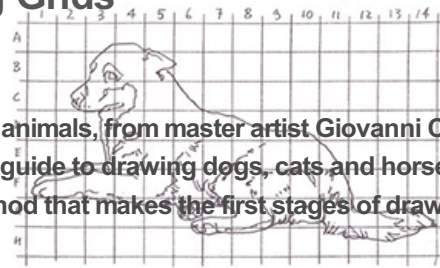 g Grids
1 2 3 4 5 6 7 8 9 10 11 12 13 14
A
B
C
animals, from master artist Giovanni C
guide to drawing dogs, cats and horse
F
hod that makes the first stages of draw
H